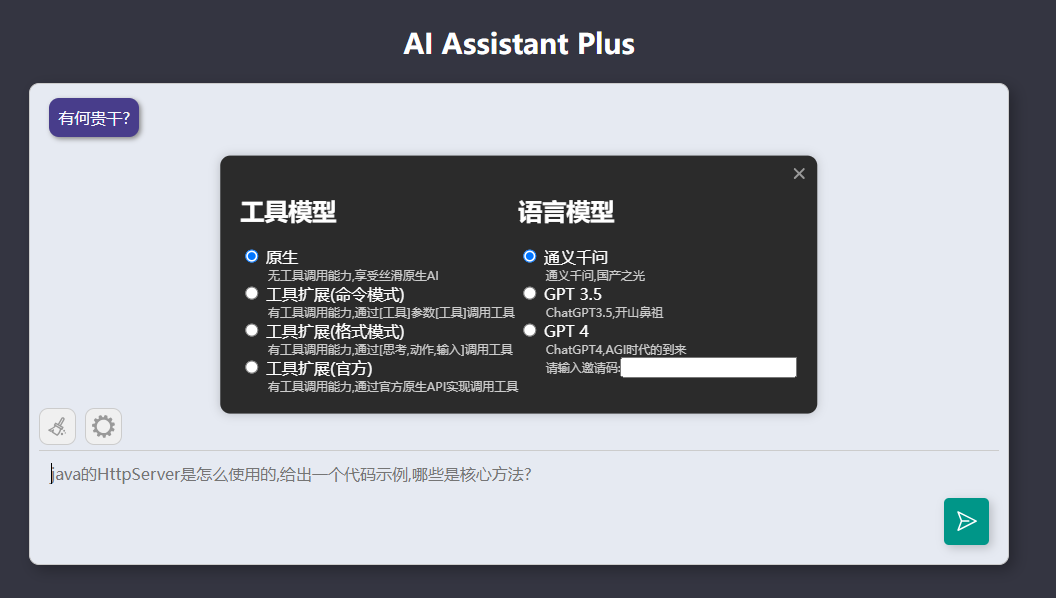 AI Assistant Plus
有何贵干?
工具模型
原生
无工具调用能力,享受丝滑原生AI
工具扩展(命令模式)
有工具调用能力,通过[工具]参数[工具]调用工具
工具扩展(格式模式)
有工具调用能力,通过[思考,动作,输入]调用工具
工具扩展(官方)
有工具调用能力,通过官方原生API实现调用工具
语言模型
通义千问
通义千问,国产之光
GPT 3.5
ChatGPT3.5,开山鼻祖
GPT 4
ChatGPT4,AGI时代的到来
请输入邀请码:
java的HttpServer是怎么使用的,给出一个代码示例,哪些是核心方法?